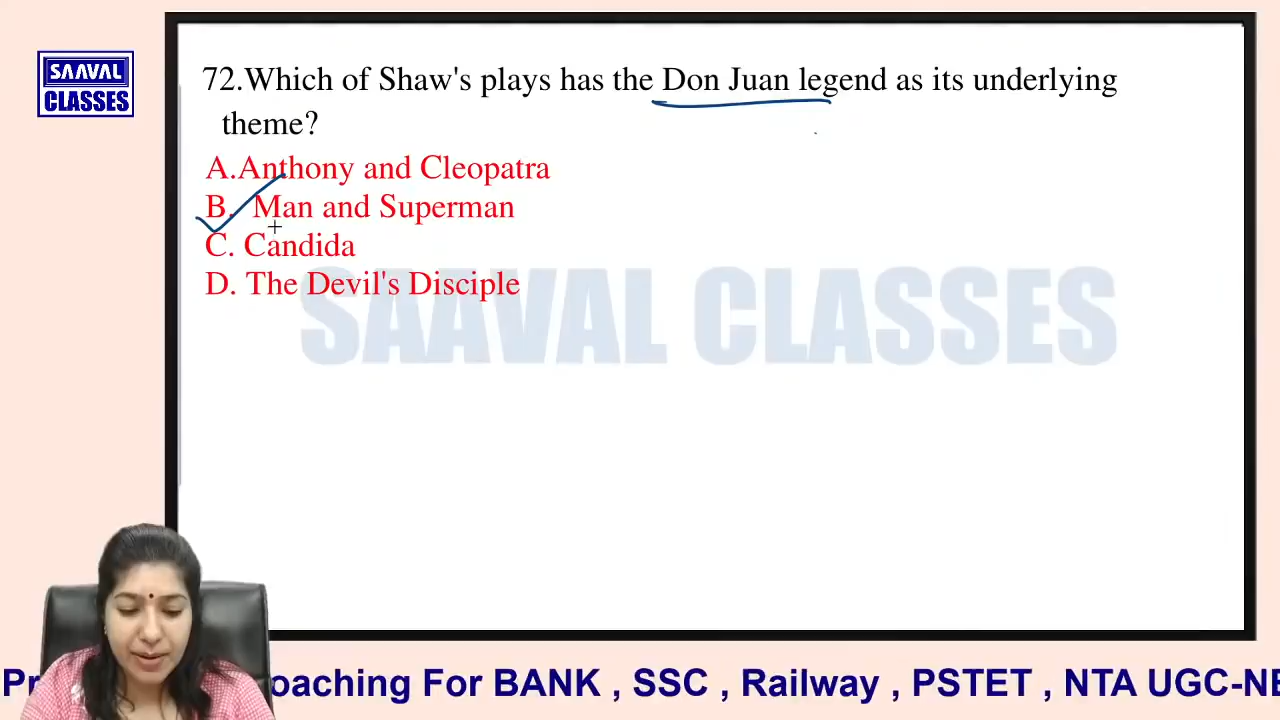 SAAVAL
CLASSES
72.Which of Shaw's plays has the Don Juan legend as its underlying
theme?
A.Anthony and Cleopatra
B. Man and Superman
C. Candida
D. The Devil's Disciple
SAAVAL CLASSES
oaching For BANK , SSC , Railway , PSTET , NTA UGC-NE